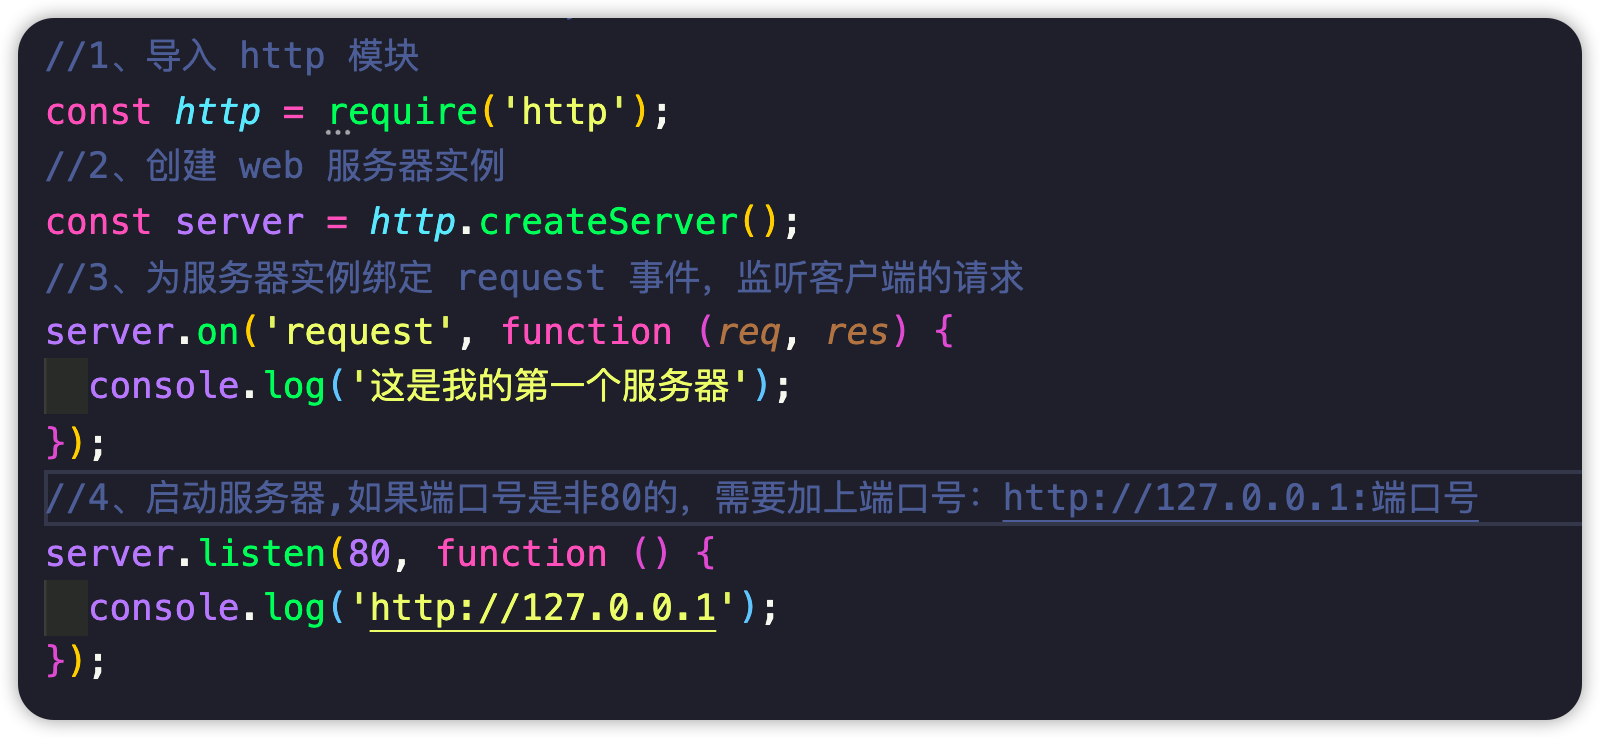 //1、导入 http 模块
const http = require('http');
//2、创建 web 服务器实例
const server = http.createServer();
//3、为服务器实例绑定 request 事件，监听客户端的请求
server.on('request', function (req, res) {
  console.log('这是我的第一个服务器');
});
//4、启动服务器,如果端口号是非80的，需要加上端口号：http://127.0.0.1:端口号
server.listen(80, function () {
  console.log('http://127.0.0.1');
});